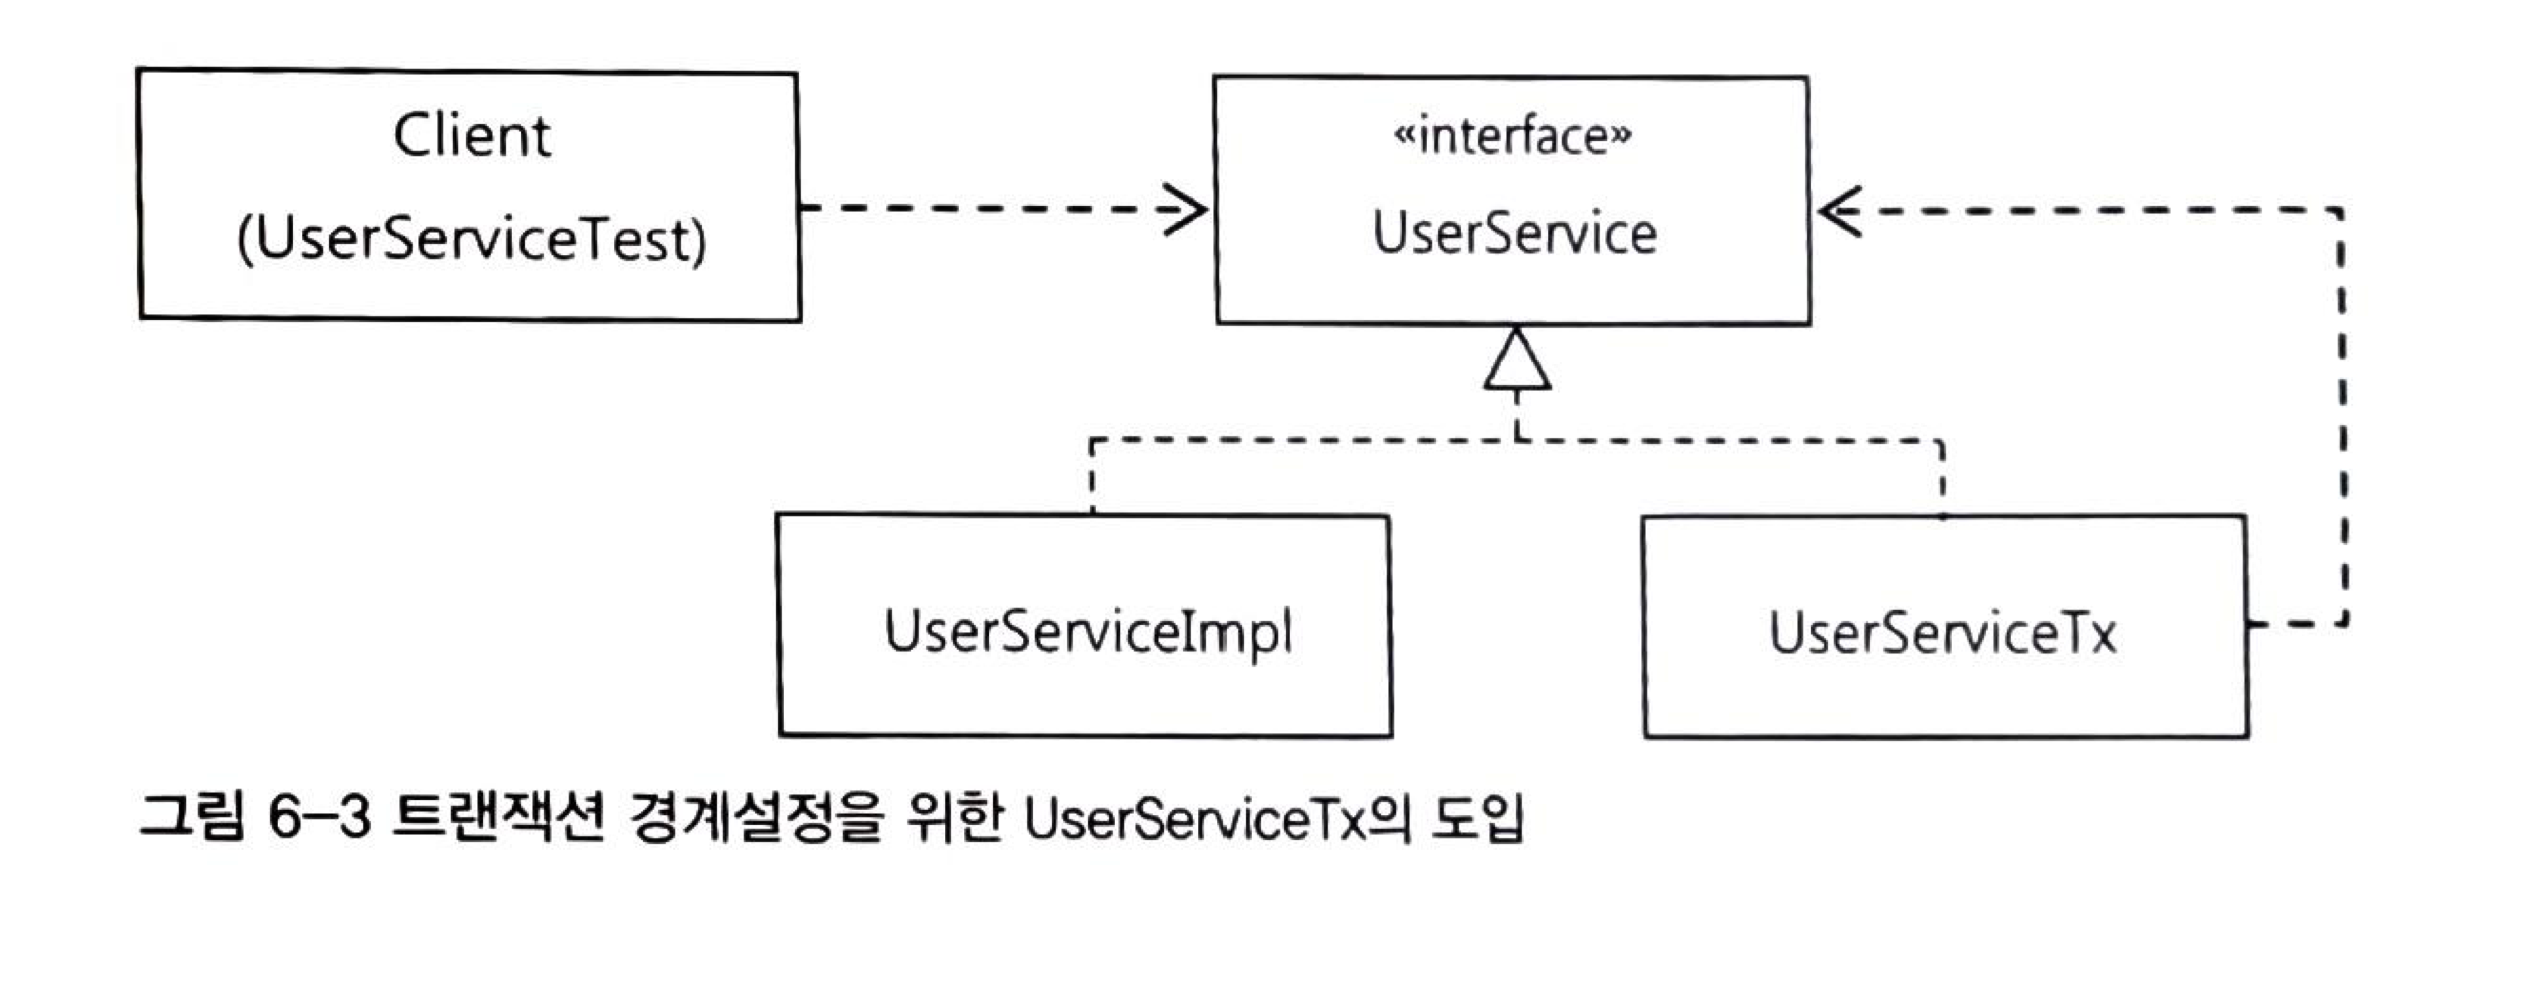 Client
(UserServiceTest)
«interface»
UserService
UserServiceImpl
UserServiceTx
그림 6-3 트랜잭션 경계설정을 위한 UserServiceTx의 도입